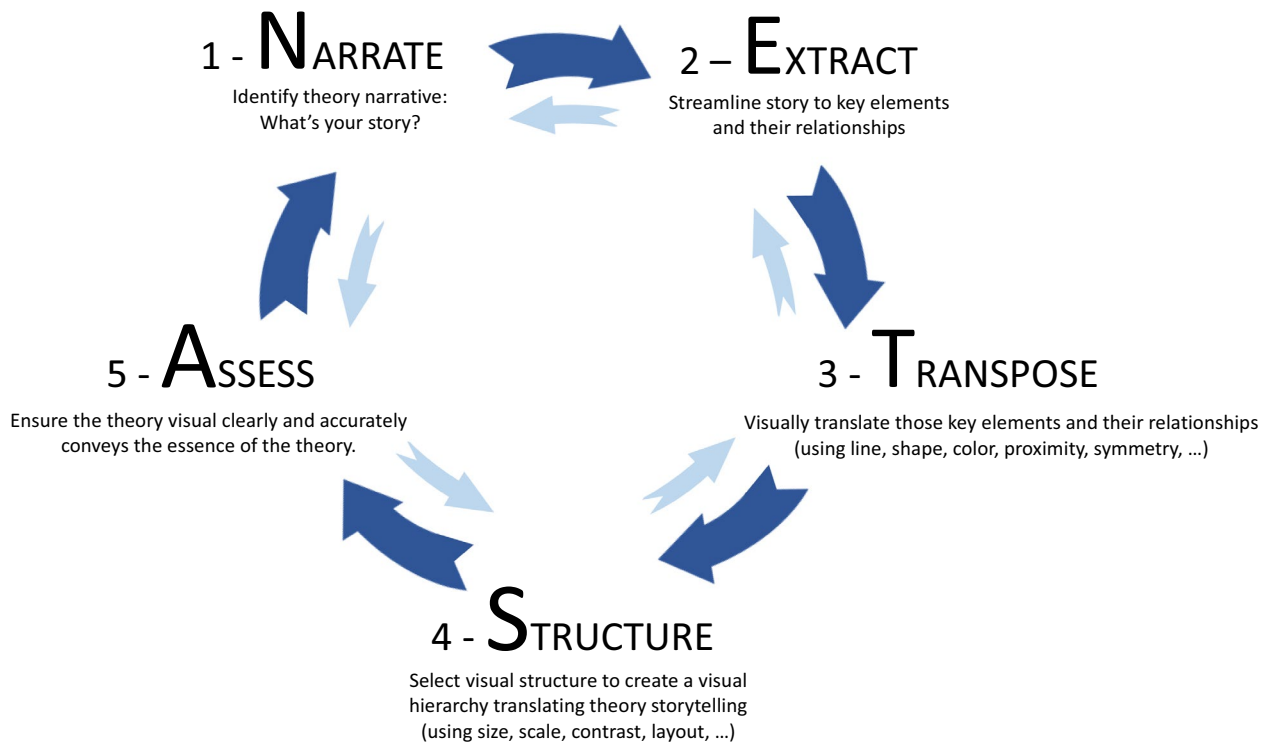 1 - NARRATE
Identify theory narrative:
What’s your story?
2 – EXTRACT
Streamline story to key elements
and their relationships
3 - TRANSPOSE
Visually translate those key elements and their relationships
(using line, shape, color, proximity, symmetry, …)
4 - STRUCTURE
Select visual structure to create a visual
hierarchy translating theory storytelling
(using size, scale, contrast, layout, …)
5 - ASSESS
Ensure the theory visual clearly and accurately
conveys the essence of the theory.